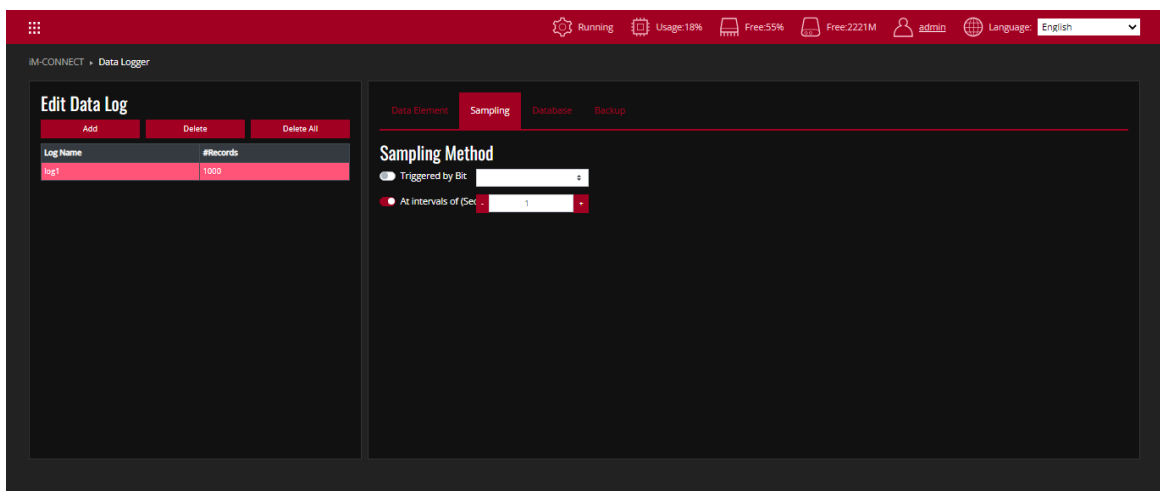 Running Usage:18% Free:55% Free:2221M admin Language: English
iM-CONNECT ▸ Data Logger
Edit Data Log
Add Delete Delete All
Log Name #Records
log1 1000
Data Element Sampling Database Backup
Sampling Method
Triggered by Bit
At intervals of (Sec - 1 +